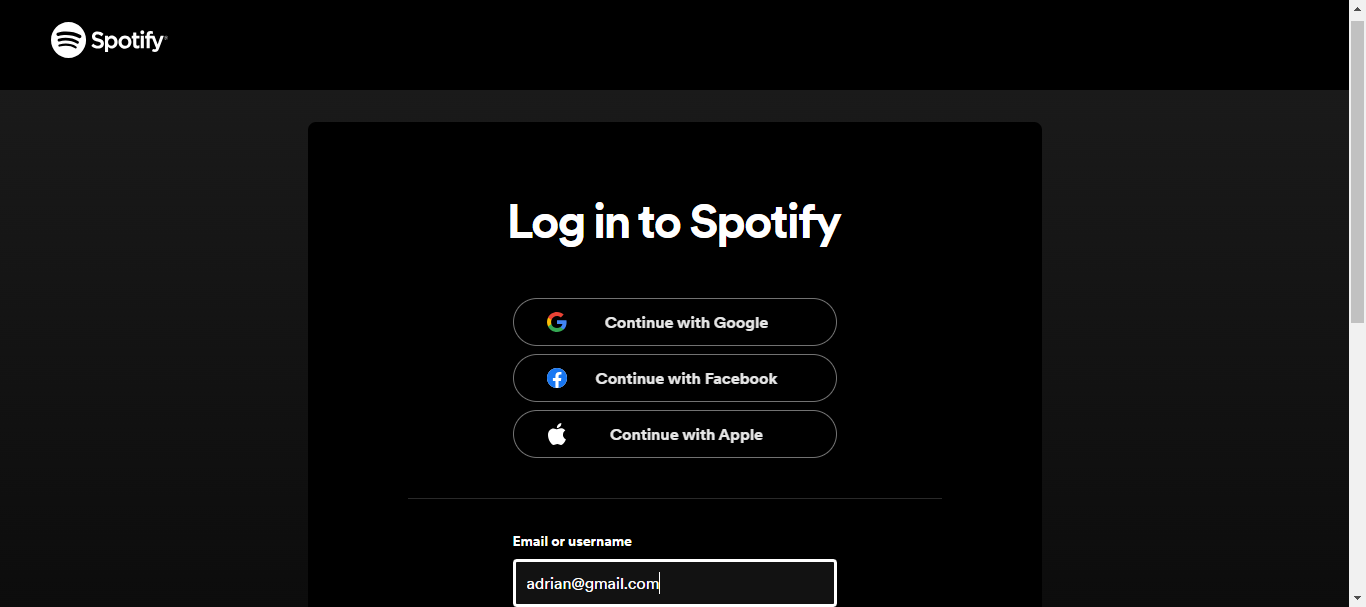 Spotify
Log in to Spotify
Continue with Google
Continue with Facebook
Continue with Apple
Email or username
adrian@gmail.com